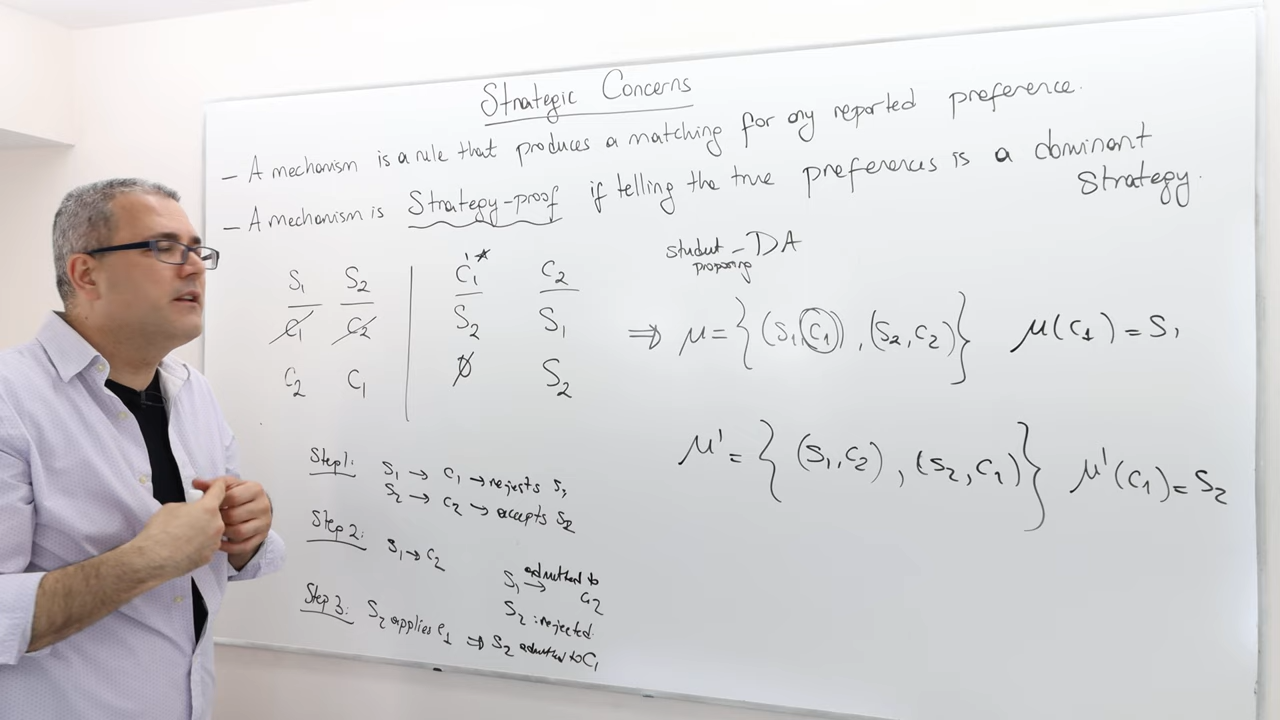 Strategic Concerns
– A mechanism is a rule that produces a matching for any reported preference.
– A mechanism is Strategy-proof if telling the true preferences is a dominant
Strategy.
S₁ S₂ C₁'* C₂
C₁ C₂ S₂ S₁
C₂ C₁ ∅ S₂
student
proposing – DA
⇒ μ = { (S₁, C₁), (S₂, C₂) } μ(C₁) = S₁
μ' = { (S₁, C₂), (S₂, C₁) } μ'(C₁) = S₂
Step1: S₁ → C₁ → rejects S₁
S₂ → C₂ → accepts S₂
Step 2: S₁ → C₂
S₁ admitted to → C₂
S₂ : rejected.
Step 3: S₂ applies C₁ ⇒ S₂ admitted to C₁